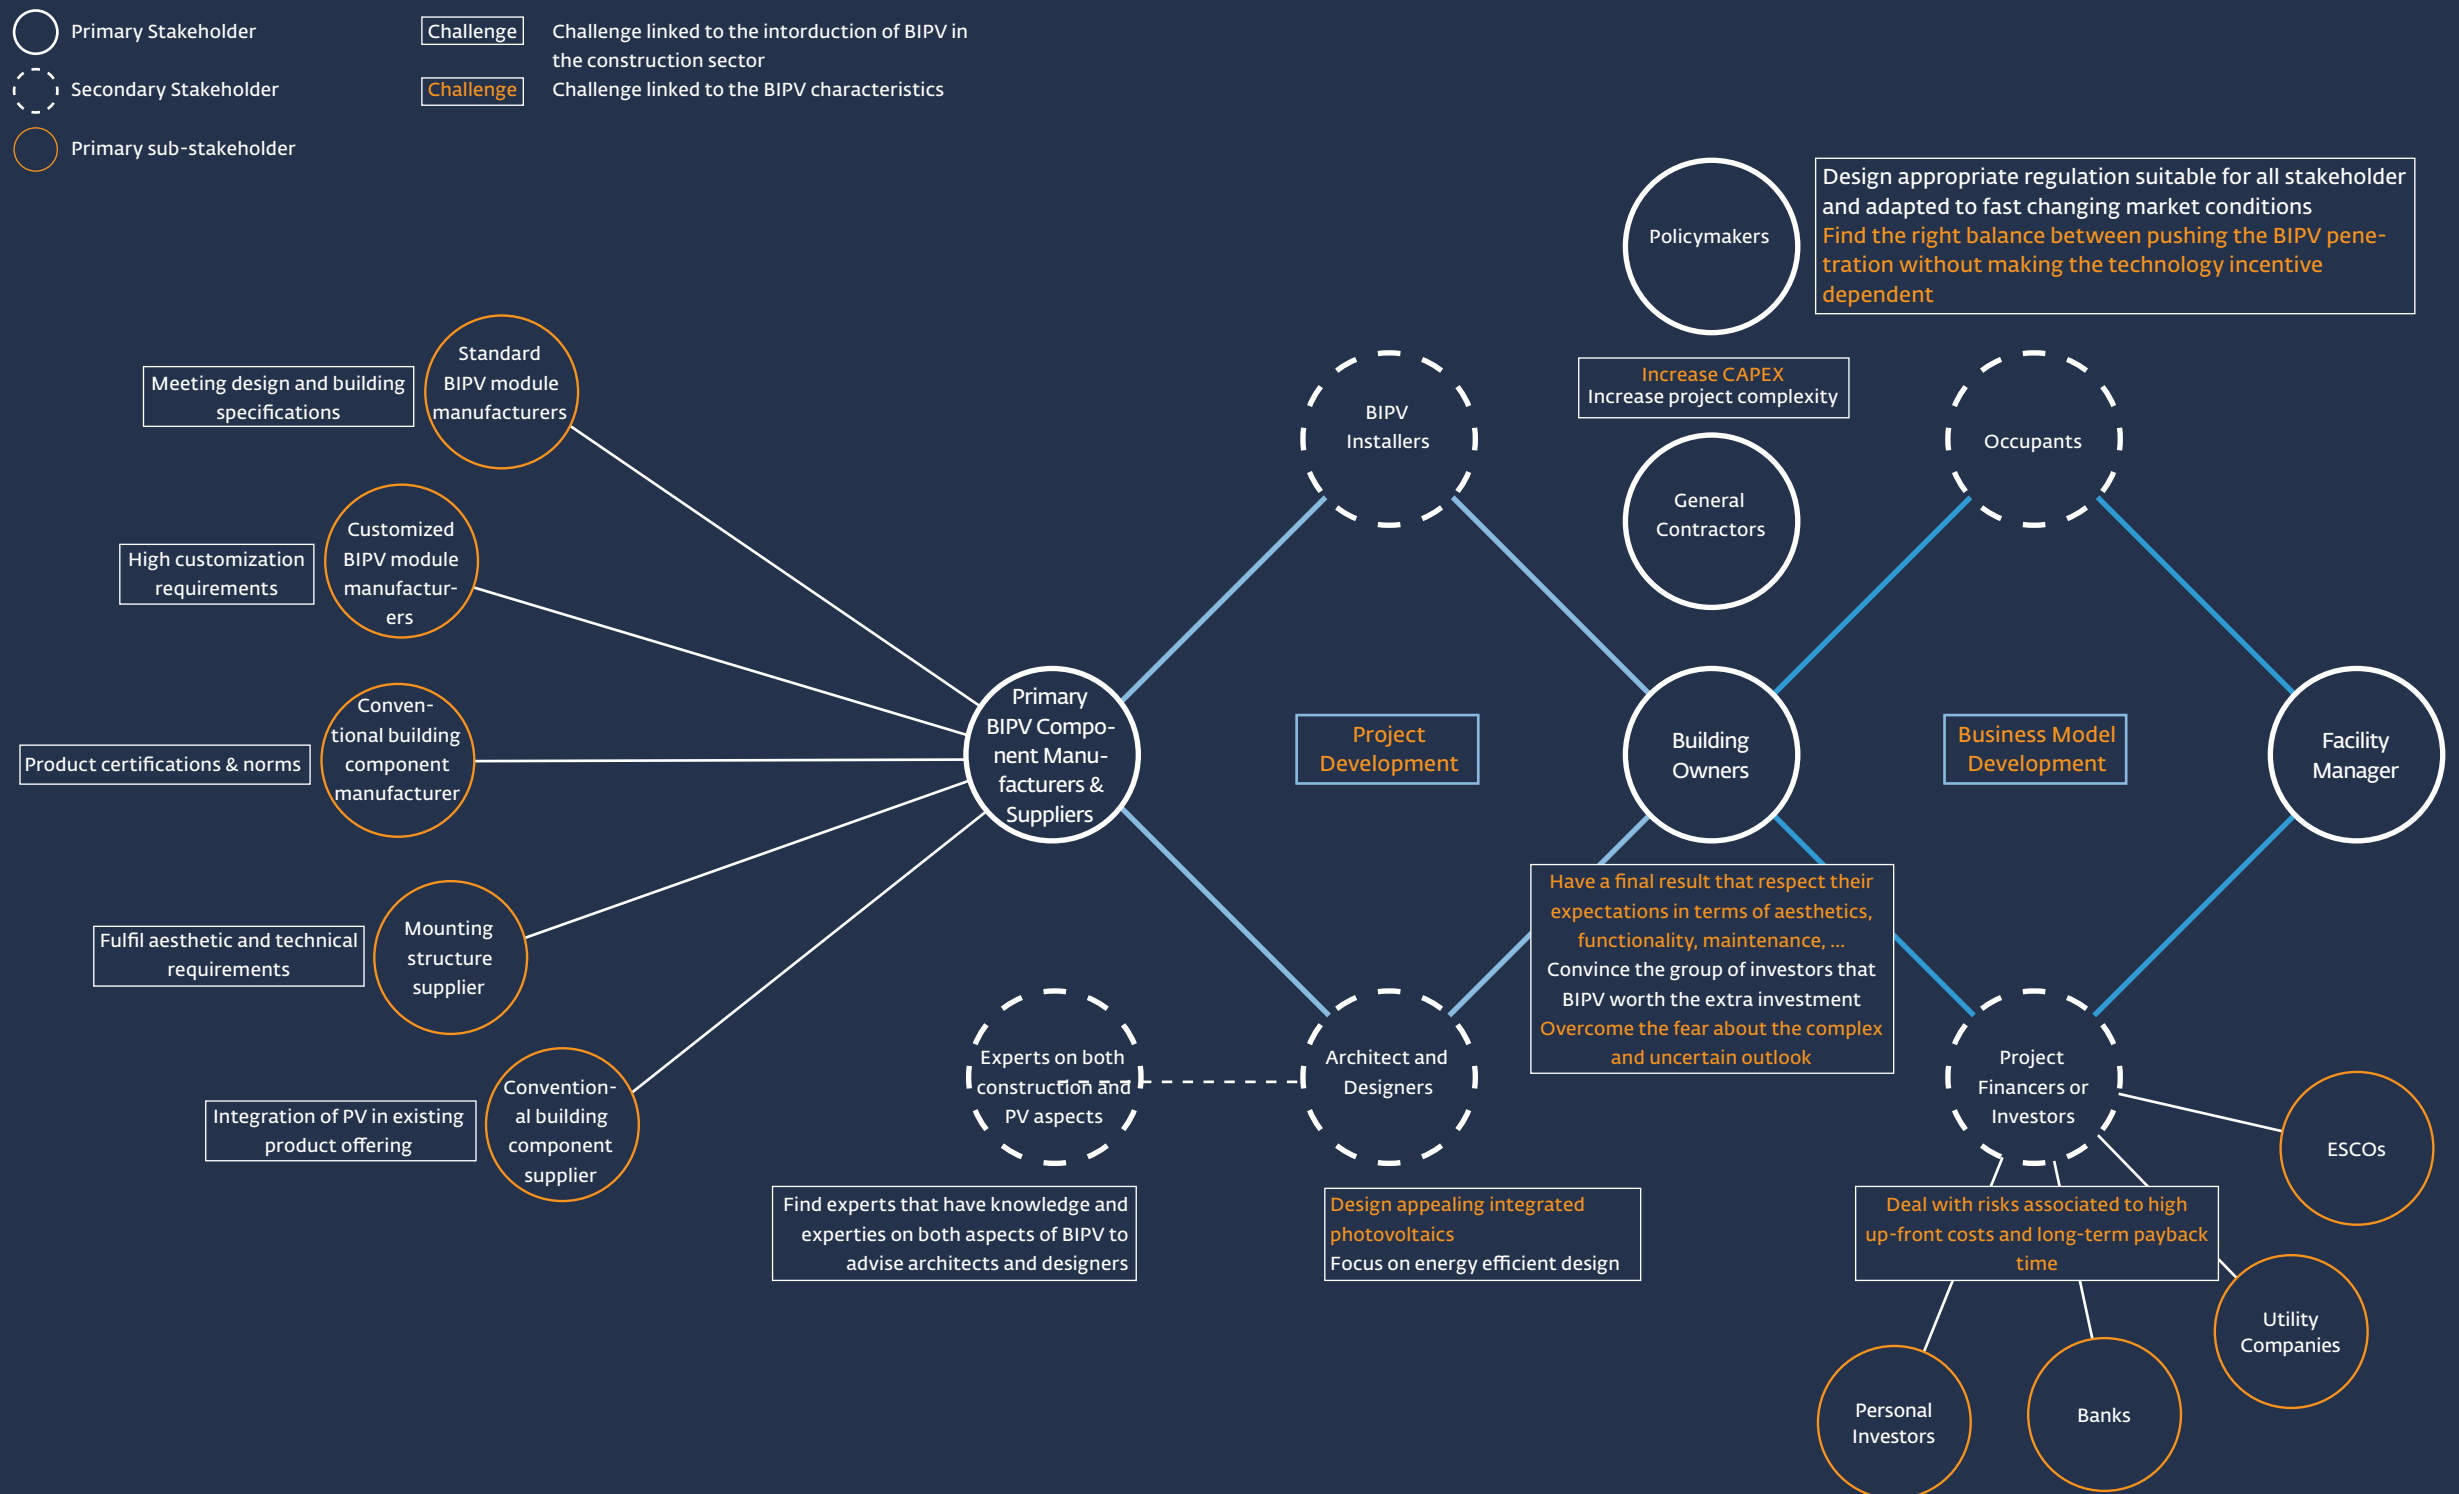 Primary Stakeholder
Secondary Stakeholder
Primary sub-stakeholder
Challenge
Challenge linked to the intorduction of BIPV in
the construction sector
Challenge
Challenge linked to the BIPV characteristics
Policymakers
Design appropriate regulation suitable for all stakeholder
and adapted to fast changing market conditions
Find the right balance between pushing the BIPV pene-
tration without making the technology incentive
dependent
Increase CAPEX
Increase project complexity
General
Contractors
BIPV
Installers
Occupants
Meeting design and building
specifications
Standard
BIPV module
manufacturers
High customization
requirements
Customized
BIPV module
manufactur-
ers
Product certifications & norms
Conven-
tional building
component
manufacturer
Fulfil aesthetic and technical
requirements
Mounting
structure
supplier
Integration of PV in existing
product offering
Convention-
al building
component
supplier
Primary
BIPV Compo-
nent Manu-
facturers &
Suppliers
Project
Development
Building
Owners
Business Model
Development
Facility
Manager
Have a final result that respect their
expectations in terms of aesthetics,
functionality, maintenance, ...
Convince the group of investors that
BIPV worth the extra investment
Overcome the fear about the complex
and uncertain outlook
Experts on both
construction and
PV aspects
Architect and
Designers
Project
Financers or
Investors
Find experts that have knowledge and
experties on both aspects of BIPV to
advise architects and designers
Design appealing integrated
photovoltaics
Focus on energy efficient design
Deal with risks associated to high
up-front costs and long-term payback
time
ESCOs
Utility
Companies
Personal
Investors
Banks